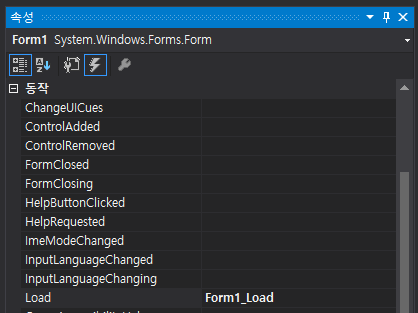 속성
Form1 System.Windows.Forms.Form
동작
ChangeUICues
ControlAdded
ControlRemoved
FormClosed
FormClosing
HelpButtonClicked
HelpRequested
ImeModeChanged
InputLanguageChanged
InputLanguageChanging
Load Form1_Load